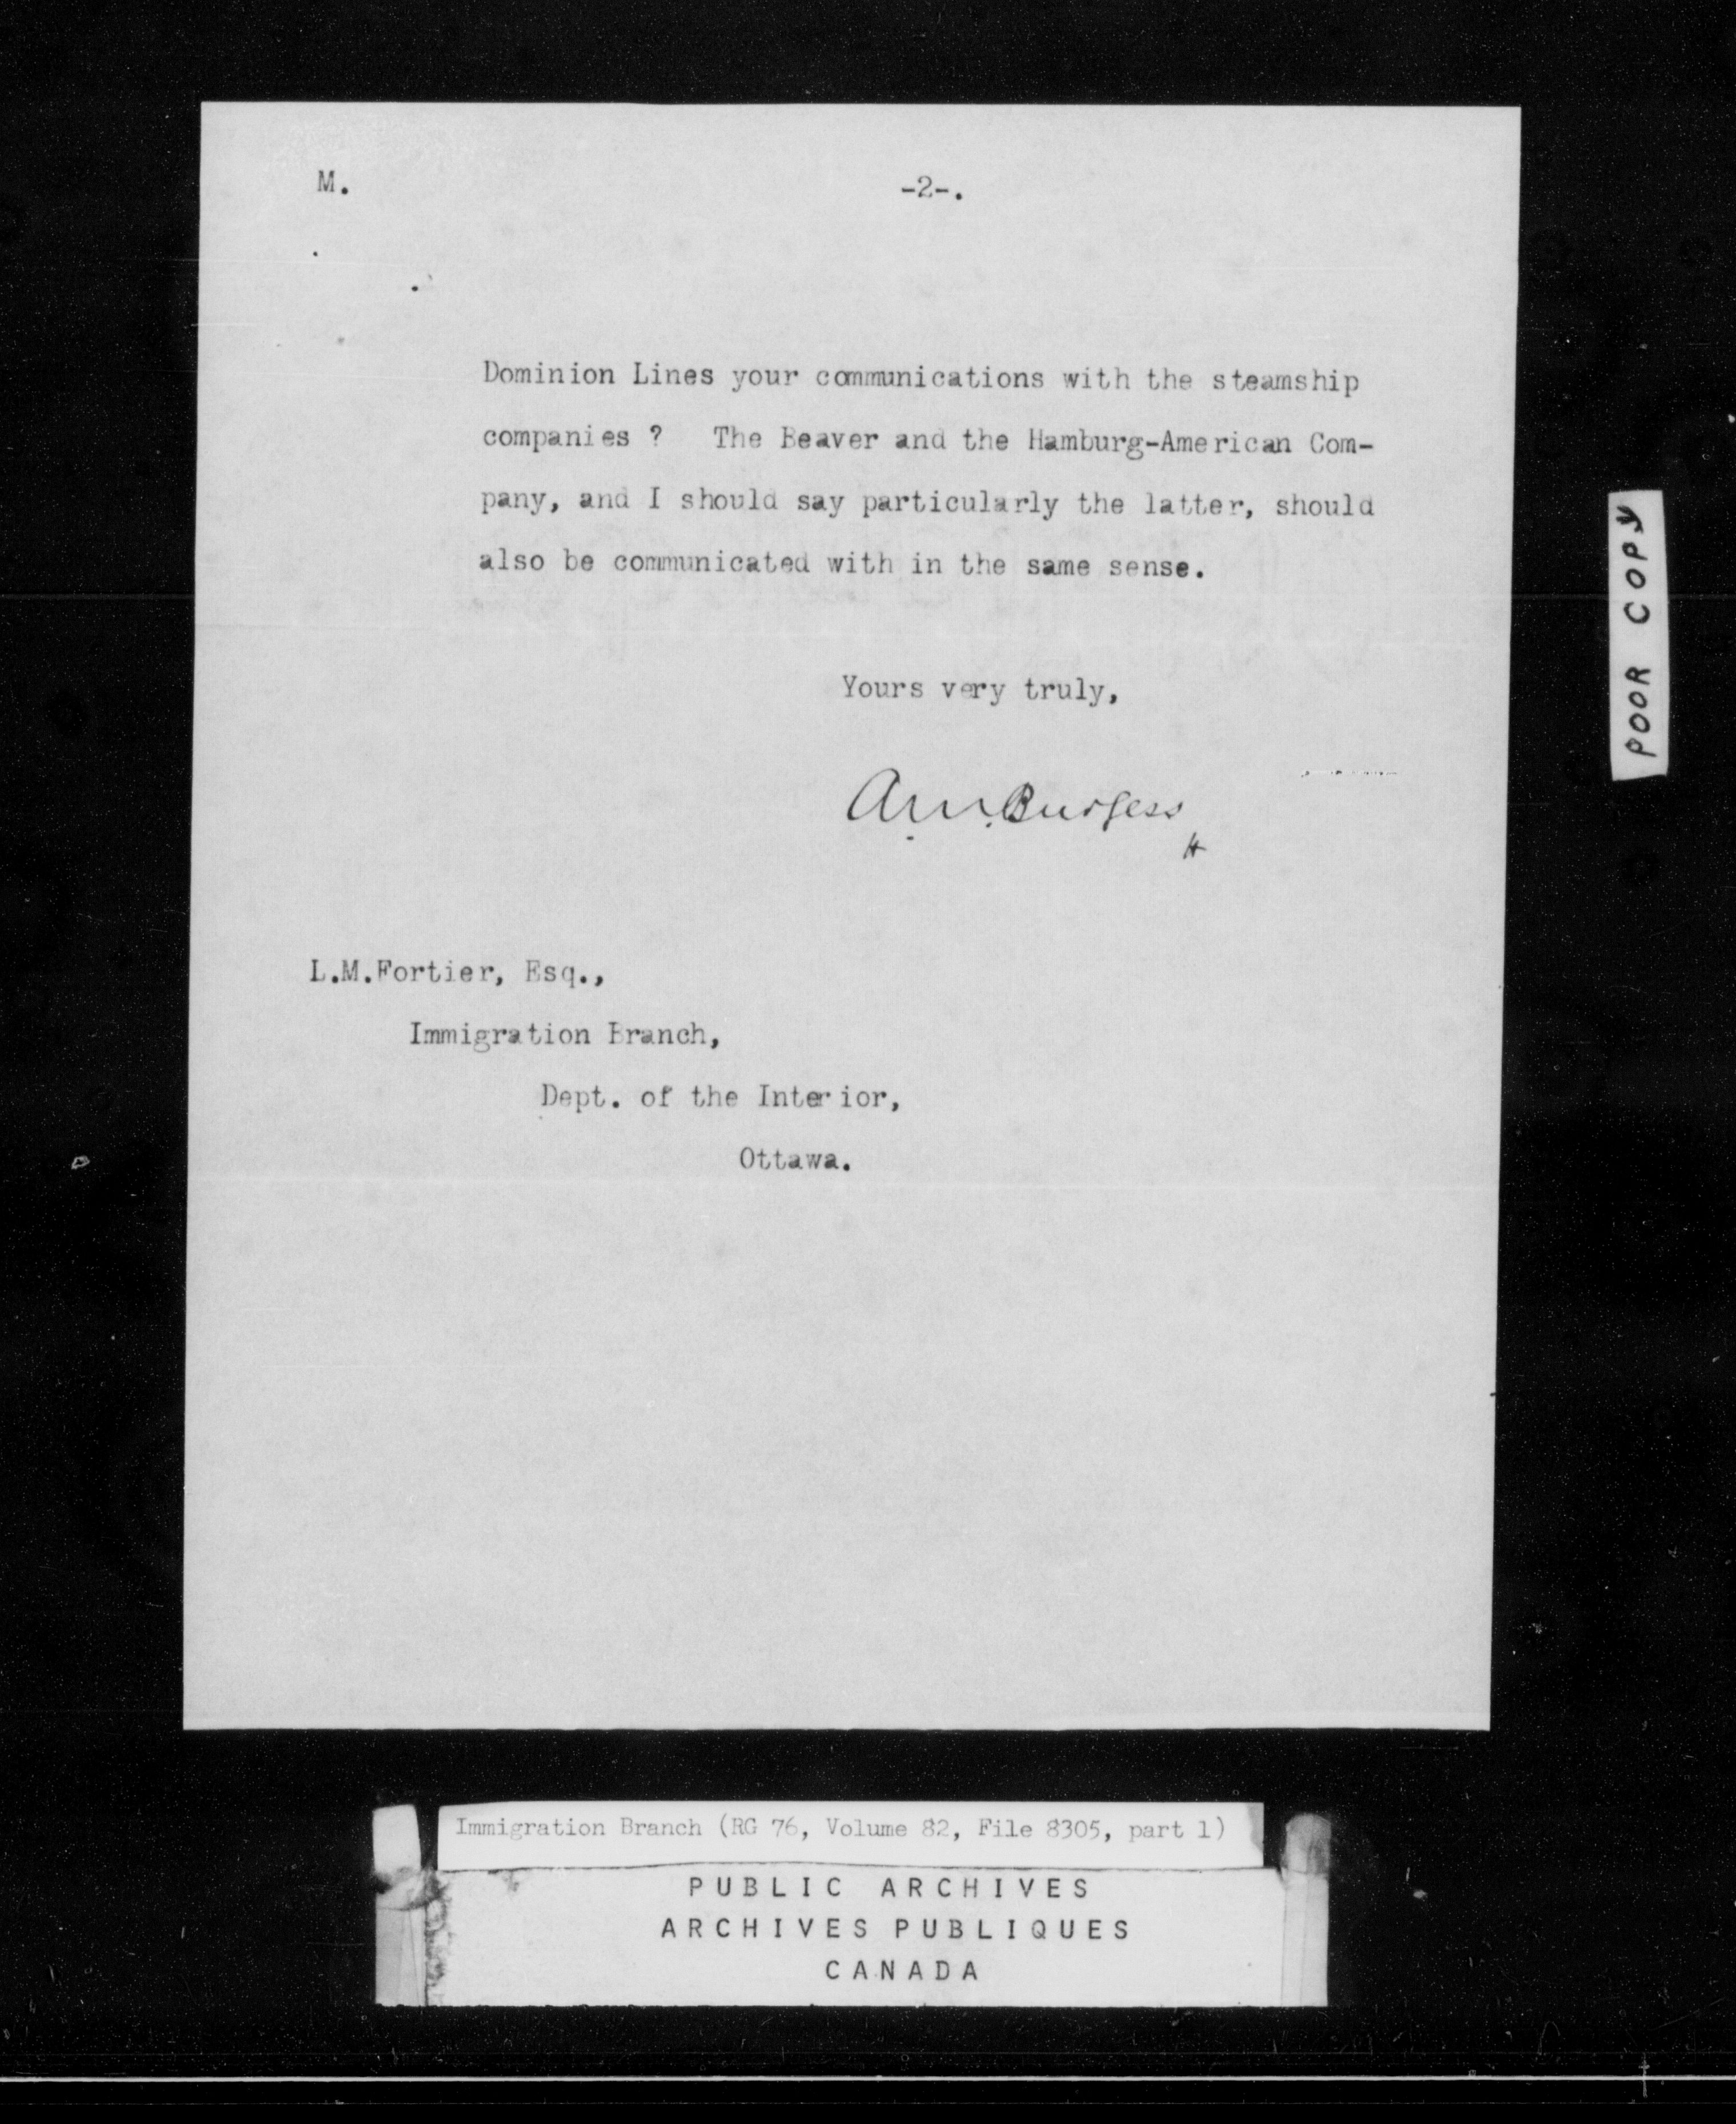 M.
-2-.
Dominion Lines your communications with the steamship
companies ?   The Beaver and the Hamburg-American Com-
pany, and I should say particularly the latter, should
also be communicated with in the same sense.
Yours very truly,
A.M. Burgess
H
L.M.Fortier, Esq.,
Immigration Branch,
Dept. of the Interior,
Ottawa.
POOR COPY
Immigration Branch (RG 76, Volume 82, File 8305, part 1)
PUBLIC ARCHIVES
ARCHIVES PUBLIQUES
CANADA